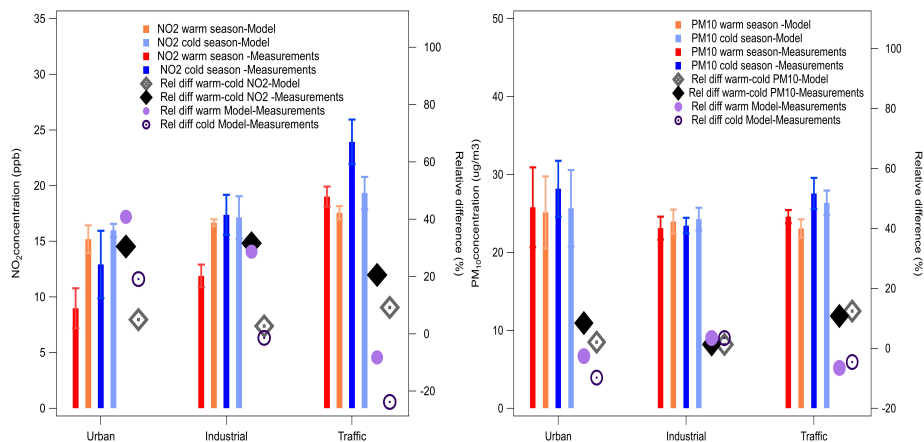 35
30
25
20
15
10
5
0
NO2concentration (ppb)
NO2 warm season-Model
NO2 cold season-Model
NO2 warm season -Measurements
NO2 cold season -Measurements
Rel diff warm-cold NO2-Model
Rel diff warm-cold NO2 -Measurements
Rel diff warm Model-Measurements
Rel diff cold Model-Measurements
100
80
60
40
20
0
-20
Relative difference (%)
Urban
Industrial
Traffic
50
40
30
20
10
0
PM10concentration (ug/m3)
PM10 warm season -Model
PM10 cold season -Model
PM10 warm season -Measurements
PM10 cold season -Measurements
Rel diff warm-cold PM10-Model
Rel diff warm-cold PM10-Measurements
Rel diff warm Model-Measurements
Rel diff cold Model-Measurements
100
80
60
40
20
0
-20
Relative difference (%)
Urban
Industrial
Traffic